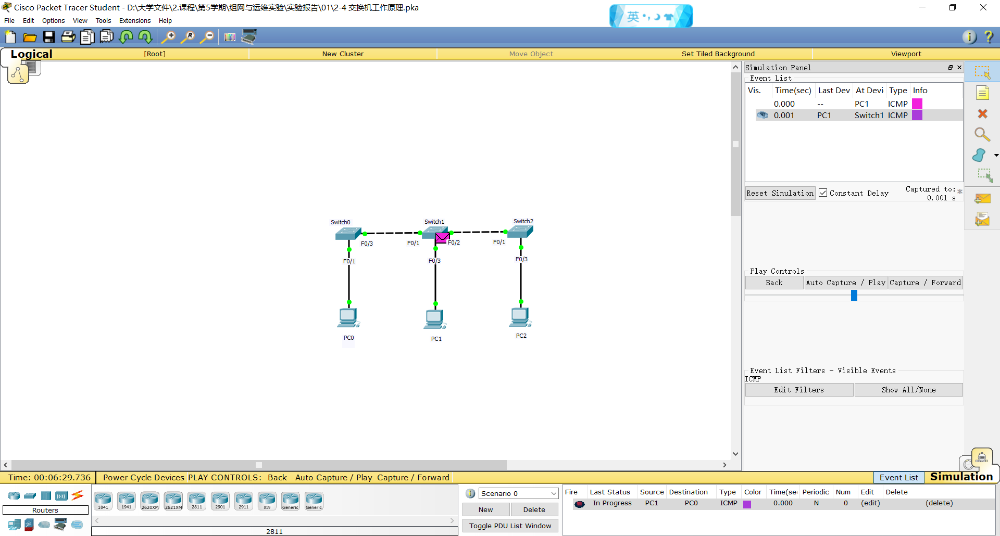 Cisco Packet Tracer Student - D:\大学文件\2.课程\第5学期\组网与运维实验\实验报告\01\2-4 交换机工作原理.pka
英
File Edit Options View Tools Extensions Help
Logical [Root] New Cluster Move Object Set Tiled Background Viewport
Simulation Panel
Event List
Vis. Time(sec) Last Dev At Devi Type Info
0.000 -- PC1 ICMP
0.001 PC1 Switch1 ICMP
Reset Simulation Constant Delay Captured to:
0.001 s
Switch0 Switch1 Switch2
F0/3 F0/1 F0/2 F0/1
F0/1 F0/3 F0/3
PC0 PC1 PC2
Play Controls
Back Auto Capture / Play Capture / Forward
Event List Filters - Visible Events
ICMP
Edit Filters Show All/None
Time: 00:06:29.736 Power Cycle Devices PLAY CONTROLS: Back Auto Capture / Play Capture / Forward Event List Simulation
Routers
1841 1941 2620XM 2621XM 2811 2901 2911 819 Generic Generic
2811
Scenario 0
New Delete
Toggle PDU List Window
Fire Last Status Source Destination Type Color Time(sec Periodic Num Edit Delete
In Progress PC1 PC0 ICMP 0.000 N 0 (edit) (delete)